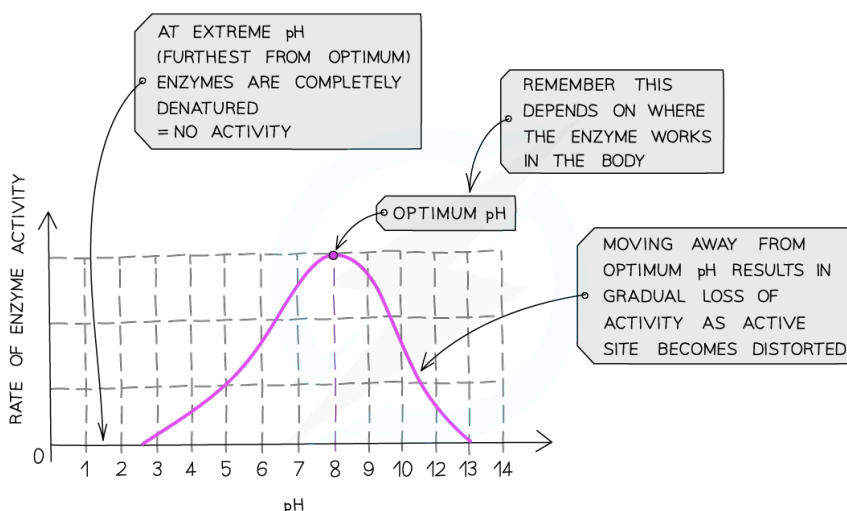 AT EXTREME pH
(FURTHEST FROM OPTIMUM)
ENZYMES ARE COMPLETELY
DENATURED
= NO ACTIVITY
REMEMBER THIS
DEPENDS ON WHERE
THE ENZYME WORKS
IN THE BODY
OPTIMUM pH
MOVING AWAY FROM
OPTIMUM pH RESULTS IN
GRADUAL LOSS OF
ACTIVITY AS ACTIVE
SITE BECOMES DISTORTED
RATE OF ENZYME ACTIVITY
0
1 2 3 4 5 6 7 8 9 10 12 13 14
pH